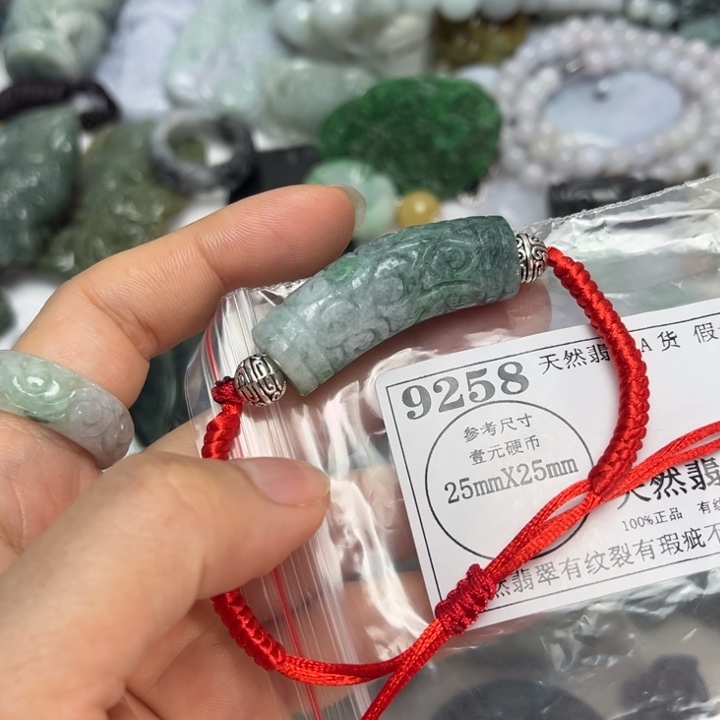 9258
天然翡
A货 假
参考尺寸
壹元硬币
25mmX25mm
天然翡
100%正品 有纹
然翡翠有纹裂有瑕疵不